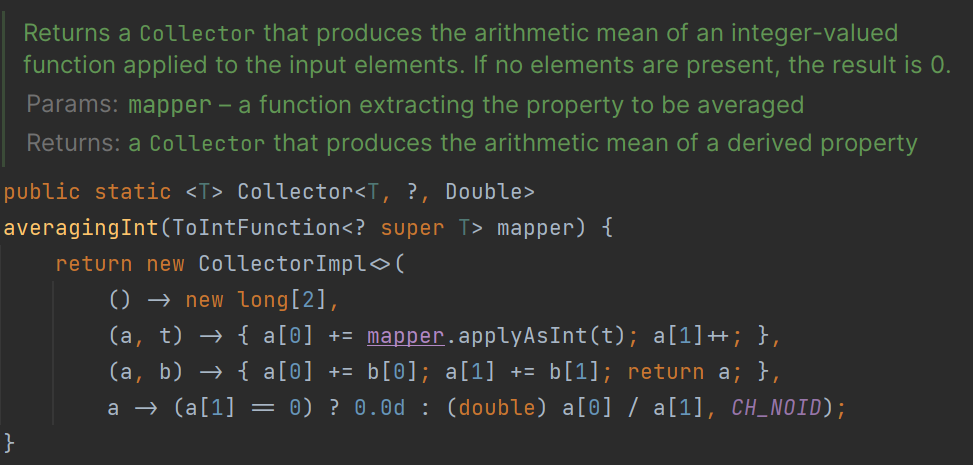 Returns a Collector that produces the arithmetic mean of an integer-valued
function applied to the input elements. If no elements are present, the result is 0.
Params: mapper – a function extracting the property to be averaged
Returns: a Collector that produces the arithmetic mean of a derived property
public static <T> Collector<T, ?, Double>
averagingInt(ToIntFunction<? super T> mapper) {
    return new CollectorImpl<>(
        () -> new long[2],
        (a, t) -> { a[0] += mapper.applyAsInt(t); a[1]++; },
        (a, b) -> { a[0] += b[0]; a[1] += b[1]; return a; },
        a -> (a[1] == 0) ? 0.0d : (double) a[0] / a[1], CH_NOID);
}